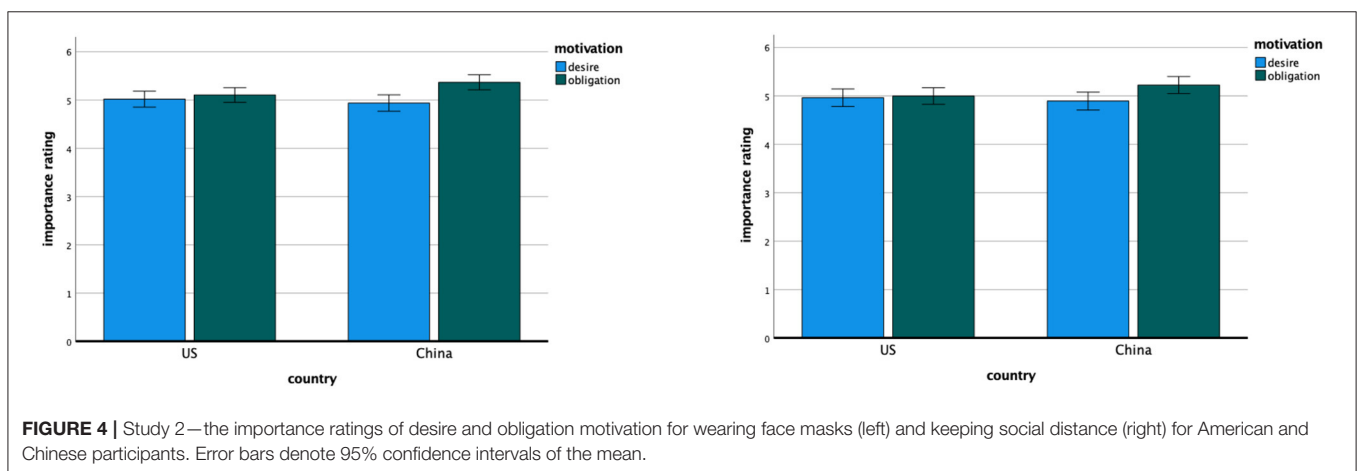 6
5
4
3
2
1
0
importance rating
US
China
country
motivation
desire
obligation
6
5
4
3
2
1
0
importance rating
US
China
country
motivation
desire
obligation
FIGURE 4 | Study 2—the importance ratings of desire and obligation motivation for wearing face masks (left) and keeping social distance (right) for American and
Chinese participants. Error bars denote 95% confidence intervals of the mean.